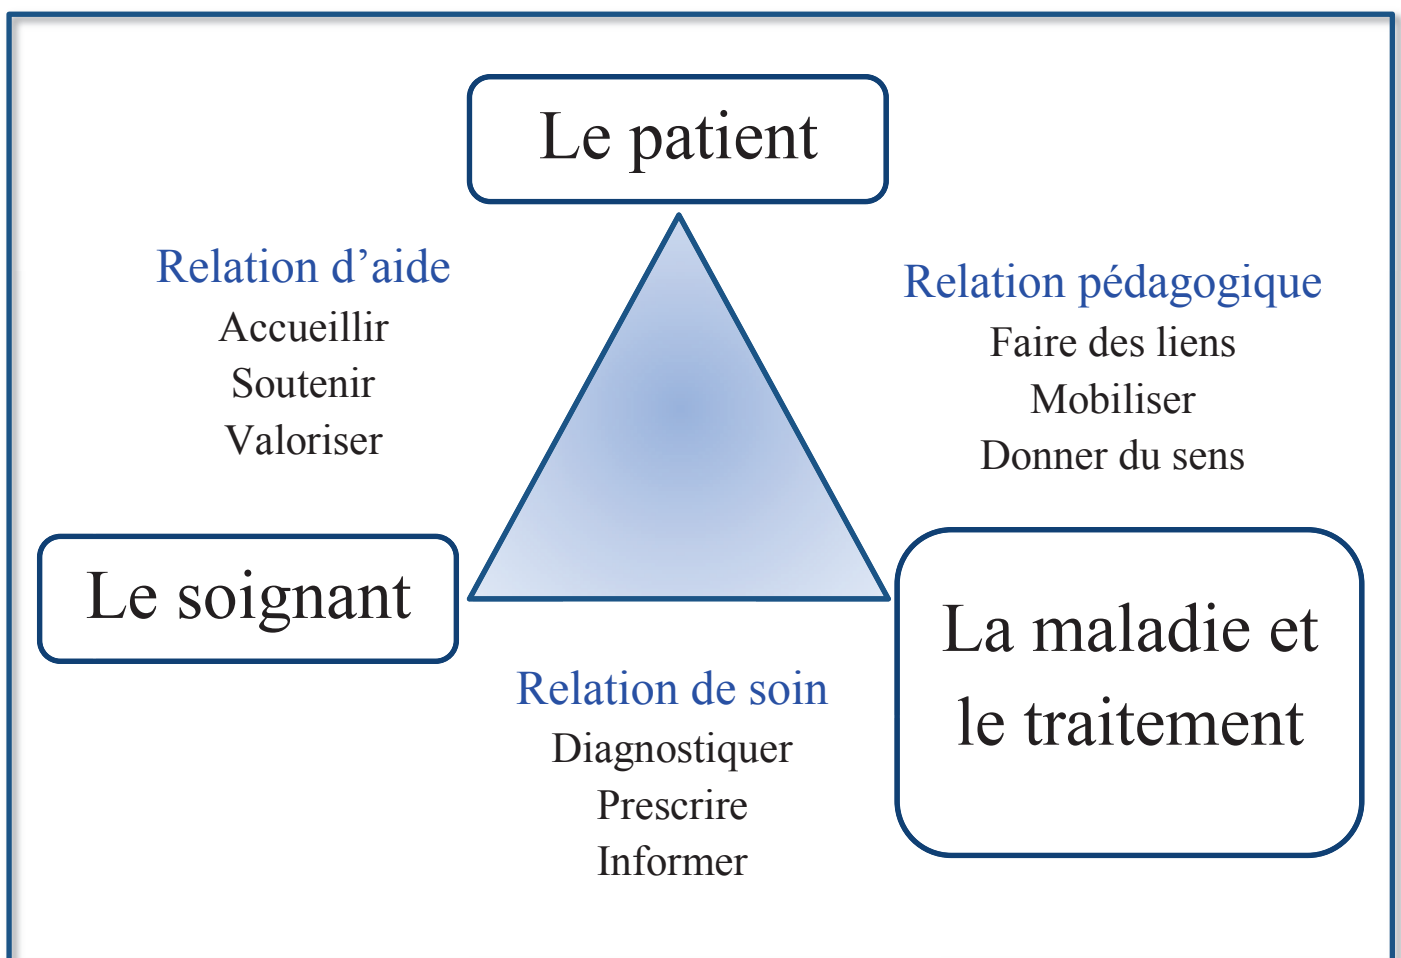 Le patient
Relation d’aide
Accueillir
Soutenir
Valoriser
Relation pédagogique
Faire des liens
Mobiliser
Donner du sens
Le soignant
La maladie et
le traitement
Relation de soin
Diagnostiquer
Prescrire
Informer